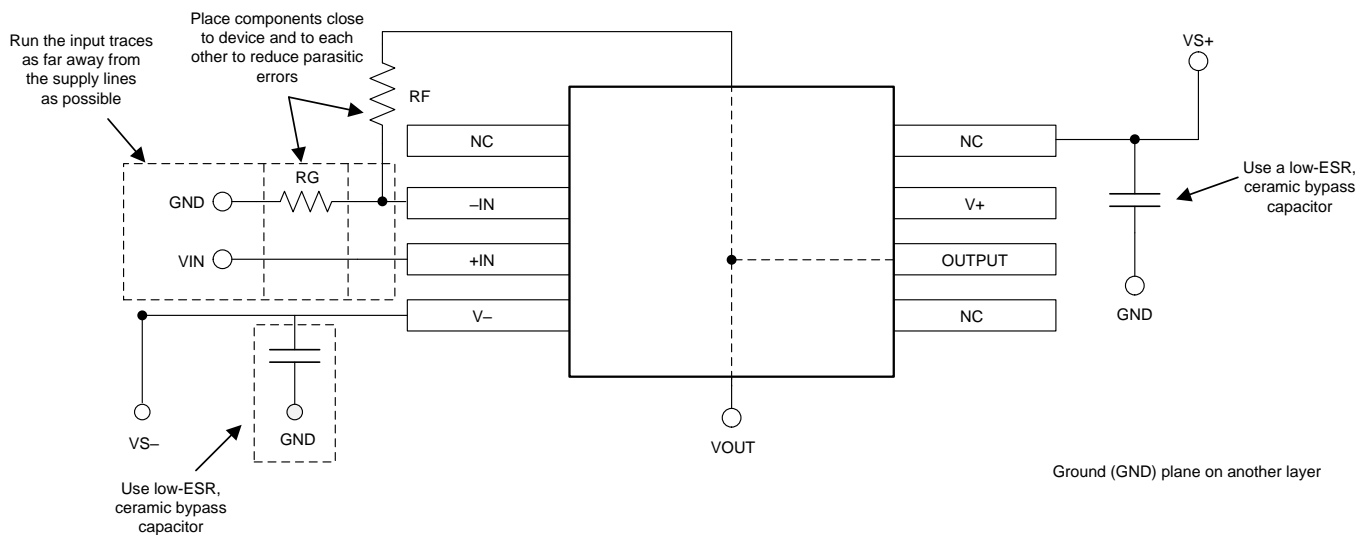 Place components close
to device and to each
other to reduce parasitic
errors
Run the input traces
as far away from
the supply lines
as possible
VS+
RF
NC
NC
Use a low-ESR,
ceramic bypass
capacitor
RG
GND
–IN
V+
VIN
+IN
OUTPUT
V–
NC
GND
VS–
GND
VOUT
Ground (GND) plane on another layer
Use low-ESR,
ceramic bypass
capacitor